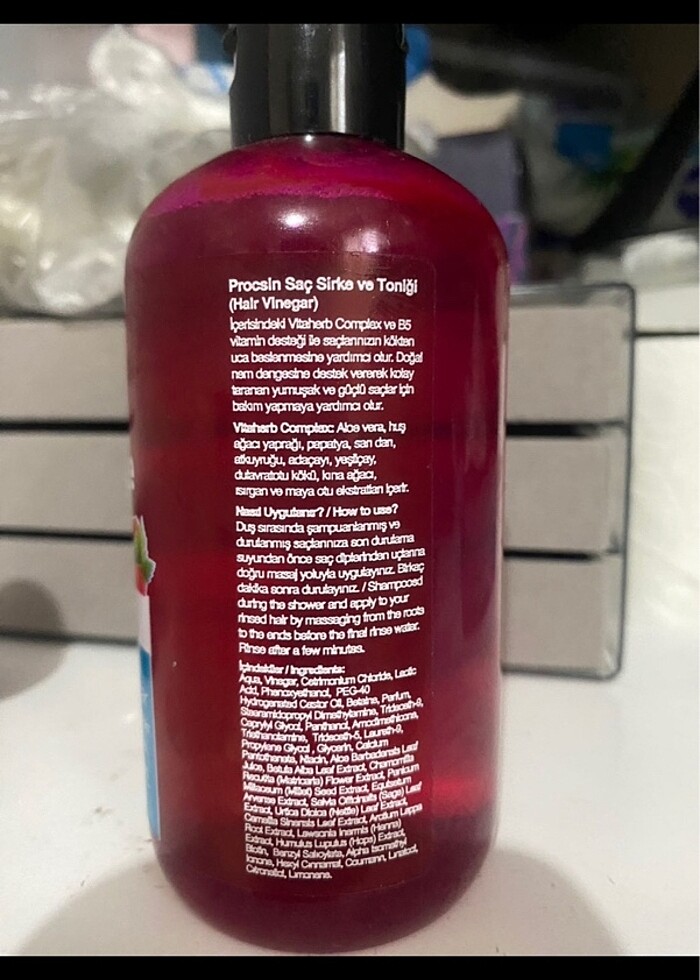 Procsin Saç Sirke ve Toniği
(Hair Vinegar)
İçerisindeki Vitaherb Complex ve B5
vitamin desteği ile saçlarınızın kökten
uca beslenmesine yardımcı olur. Doğal
nem dengesine destek vererek kolay
taranan yumuşak ve güçlü saçlar için
bakım yapmaya yardımcı olur.
Vitaherb Complex: Aloe vera, huş
ağacı yaprağı, papatya, sarı darı,
atkuyruğu, adaçayı, yeşilçay,
dulavratotu kökü, kına ağacı,
ısırgan ve maya otu ekstratları içerir.
Nasıl Uygulanır? / How to use?
Duş sırasında şampuanlanmış ve
durulanmış saçlarınıza son durulama
suyundan önce saç diplerinden uçlarına
doğru masaj yoluyla uygulayınız. Birkaç
dakika sonra durulayınız. / Shampooed
during the shower and apply to your
rinsed hair by massaging from the roots
to the ends before the final rinse water.
Rinse after a few minutes.
İçindekiler / Ingredients:
Aqua, Vinegar, Cetrimonium Chloride, Lactic
Acid, Phenoxyethanol, PEG-40
Hydrogenated Castor Oil, Betaine, Parfum,
Stearamidopropyl Dimethylamine, Trideceth-9,
Caprylyl Glycol, Panthenol, Amodimethicone,
Triethanolamine, Trideceth-5, Laureth-9,
Propylene Glycol , Glycerin, Calcium
Pantothenate, Niacin, Aloe Barbadensis Leaf
Juice, Betula Alba Leaf Extract, Chamomilla
Recutita (Matricaria) Flower Extract, Panicum
Miliaceum (Millet) Seed Extract, Equisetum
Arvense Extract, Salvia Officinalis (Sage) Leaf
Extract, Urtica Dioica (Nettle) Leaf Extract,
Camellia Sinensis Leaf Extract, Arctium Lappa
Root Extract, Lawsonia Inermis (Henna)
Extract, Humulus Lupulus (Hops) Extract,
Biotin, Benzyl Salicylate, Alpha Isomethyl
Ionone, Hexyl Cinnamal, Coumarin, Linalool,
Citronellol, Limonene.